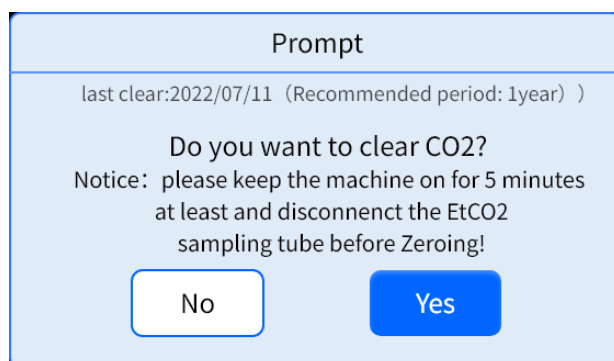 Prompt
last clear:2022/07/11（Recommended period: 1year））
Do you want to clear CO2?
Notice：please keep the machine on for 5 minutes
at least and disconnenct the EtCO2
sampling tube before Zeroing!
No
Yes